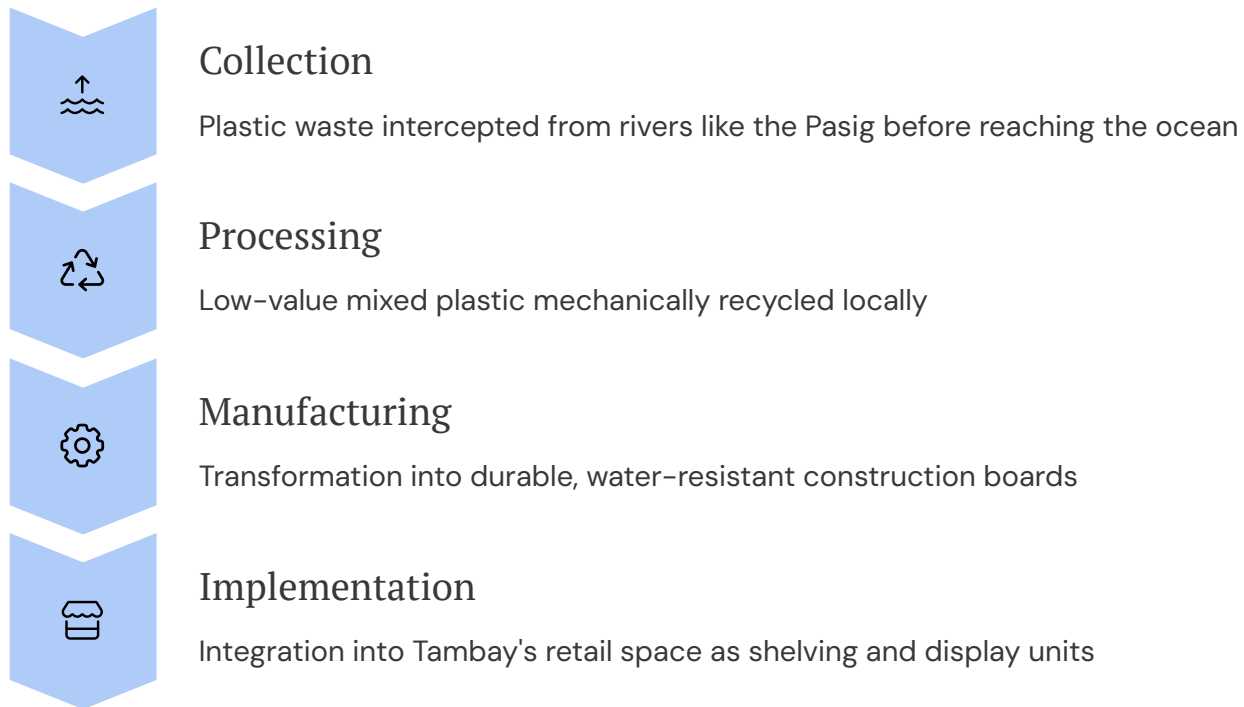 Collection
Plastic waste intercepted from rivers like the Pasig before reaching the ocean
Processing
Low-value mixed plastic mechanically recycled locally
Manufacturing
Transformation into durable, water-resistant construction boards
Implementation
Integration into Tambay's retail space as shelving and display units